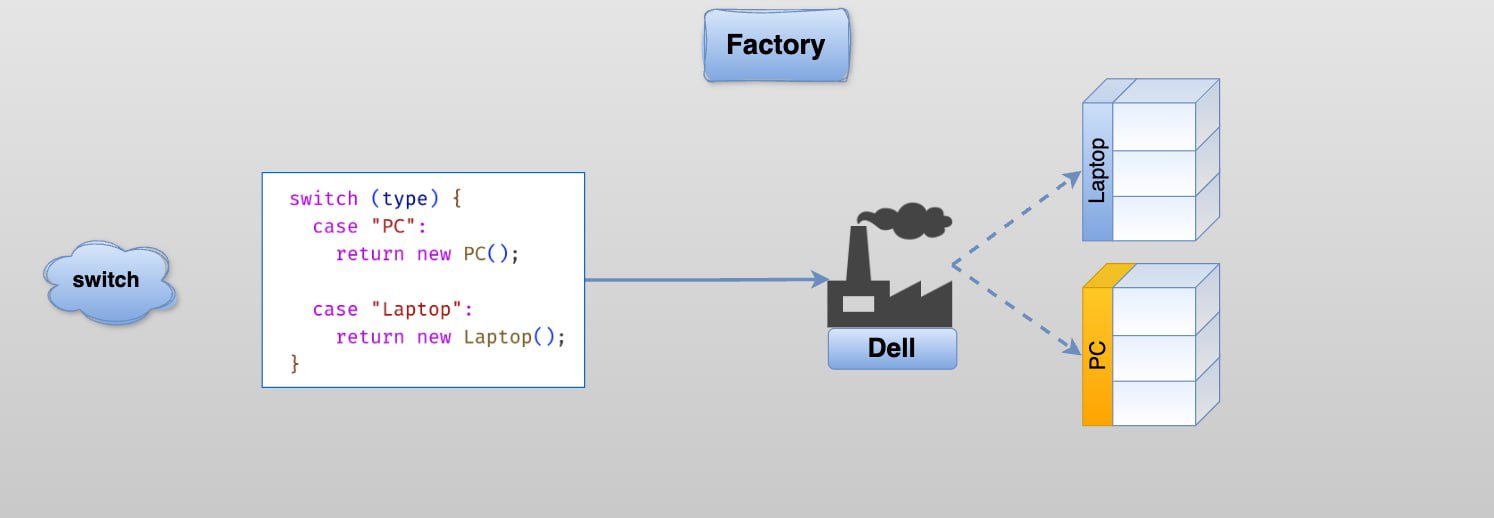 Factory
switch
switch (type) {
case "PC":
return new PC();
case "Laptop":
return new Laptop();
}
Dell
Laptop
PC